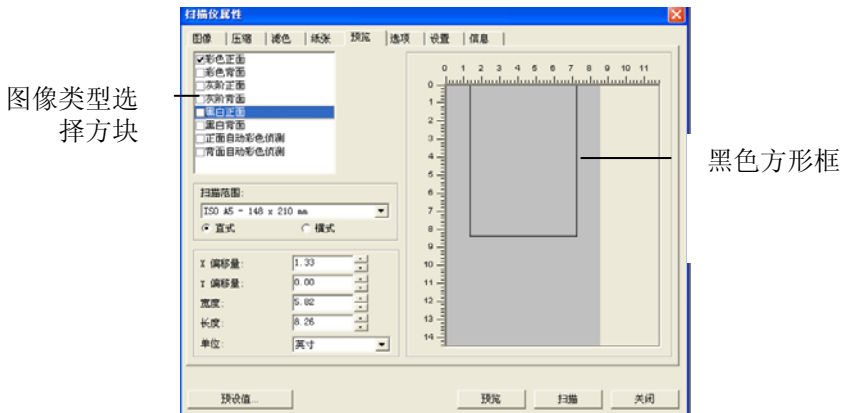 扫描仪属性
图像 压缩 滤色 纸张 预览 选项 设置 信息
彩色正面
彩色背面
灰阶正面
灰阶背面
黑白正面
黑白背面
正面自动彩色侦测
背面自动彩色侦测
图像类型选
择方块
扫描范围:
ISO A5 - 148 x 210 mm
直式 横式
X 偏移量: 1.33
Y 偏移量: 0.00
宽度: 5.82
长度: 8.26
单位: 英寸
0 1 2 3 4 5 6 7 8 9 10 11
0
1
2
3
4
5
6
7
8
9
10
11
12
13
14
黑色方形框
预设值... 预览 扫描 关闭